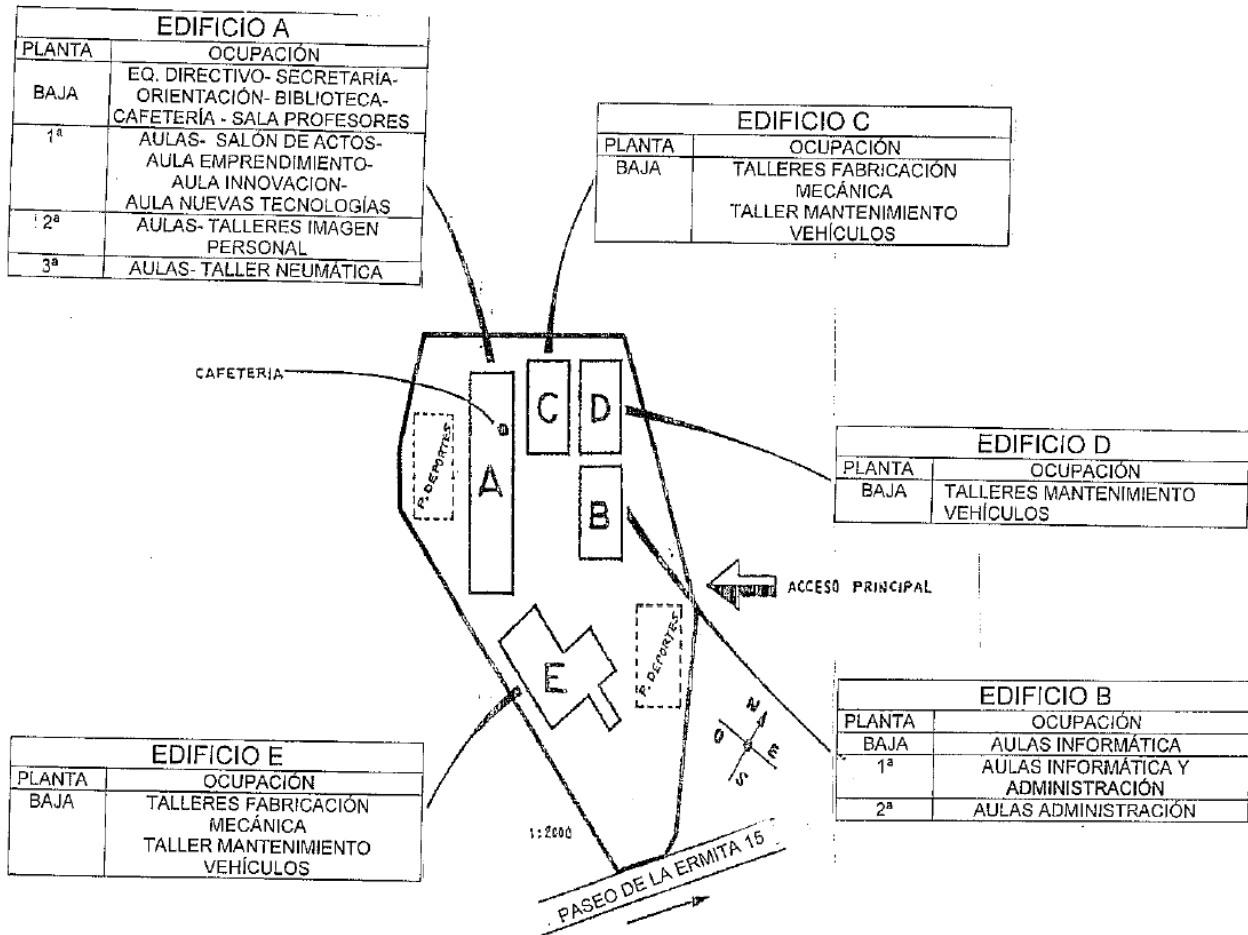 EDIFICIO A
PLANTA OCUPACIÓN
BAJA EQ. DIRECTIVO- SECRETARÍA-
ORIENTACIÓN- BIBLIOTECA-
CAFETERÍA - SALA PROFESORES
1ª AULAS- SALÓN DE ACTOS-
AULA EMPRENDIMIENTO-
AULA INNOVACION-
AULA NUEVAS TECNOLOGÍAS
2ª AULAS- TALLERES IMAGEN
PERSONAL
3ª AULAS- TALLER NEUMÁTICA
EDIFICIO C
PLANTA OCUPACIÓN
BAJA TALLERES FABRICACIÓN
MECÁNICA
TALLER MANTENIMIENTO
VEHÍCULOS
CAFETERIA
P. DEPORTES
A
C
D
B
EDIFICIO D
PLANTA OCUPACIÓN
BAJA TALLERES MANTENIMIENTO
VEHÍCULOS
ACCESO PRINCIPAL
E
P. DEPORTES
N
O
E
S
EDIFICIO B
PLANTA OCUPACIÓN
BAJA AULAS INFORMÁTICA
1ª AULAS INFORMÁTICA Y
ADMINISTRACIÓN
2ª AULAS ADMINISTRACIÓN
EDIFICIO E
PLANTA OCUPACIÓN
BAJA TALLERES FABRICACIÓN
MECÁNICA
TALLER MANTENIMIENTO
VEHÍCULOS
1:2000
PASEO DE LA ERMITA 15